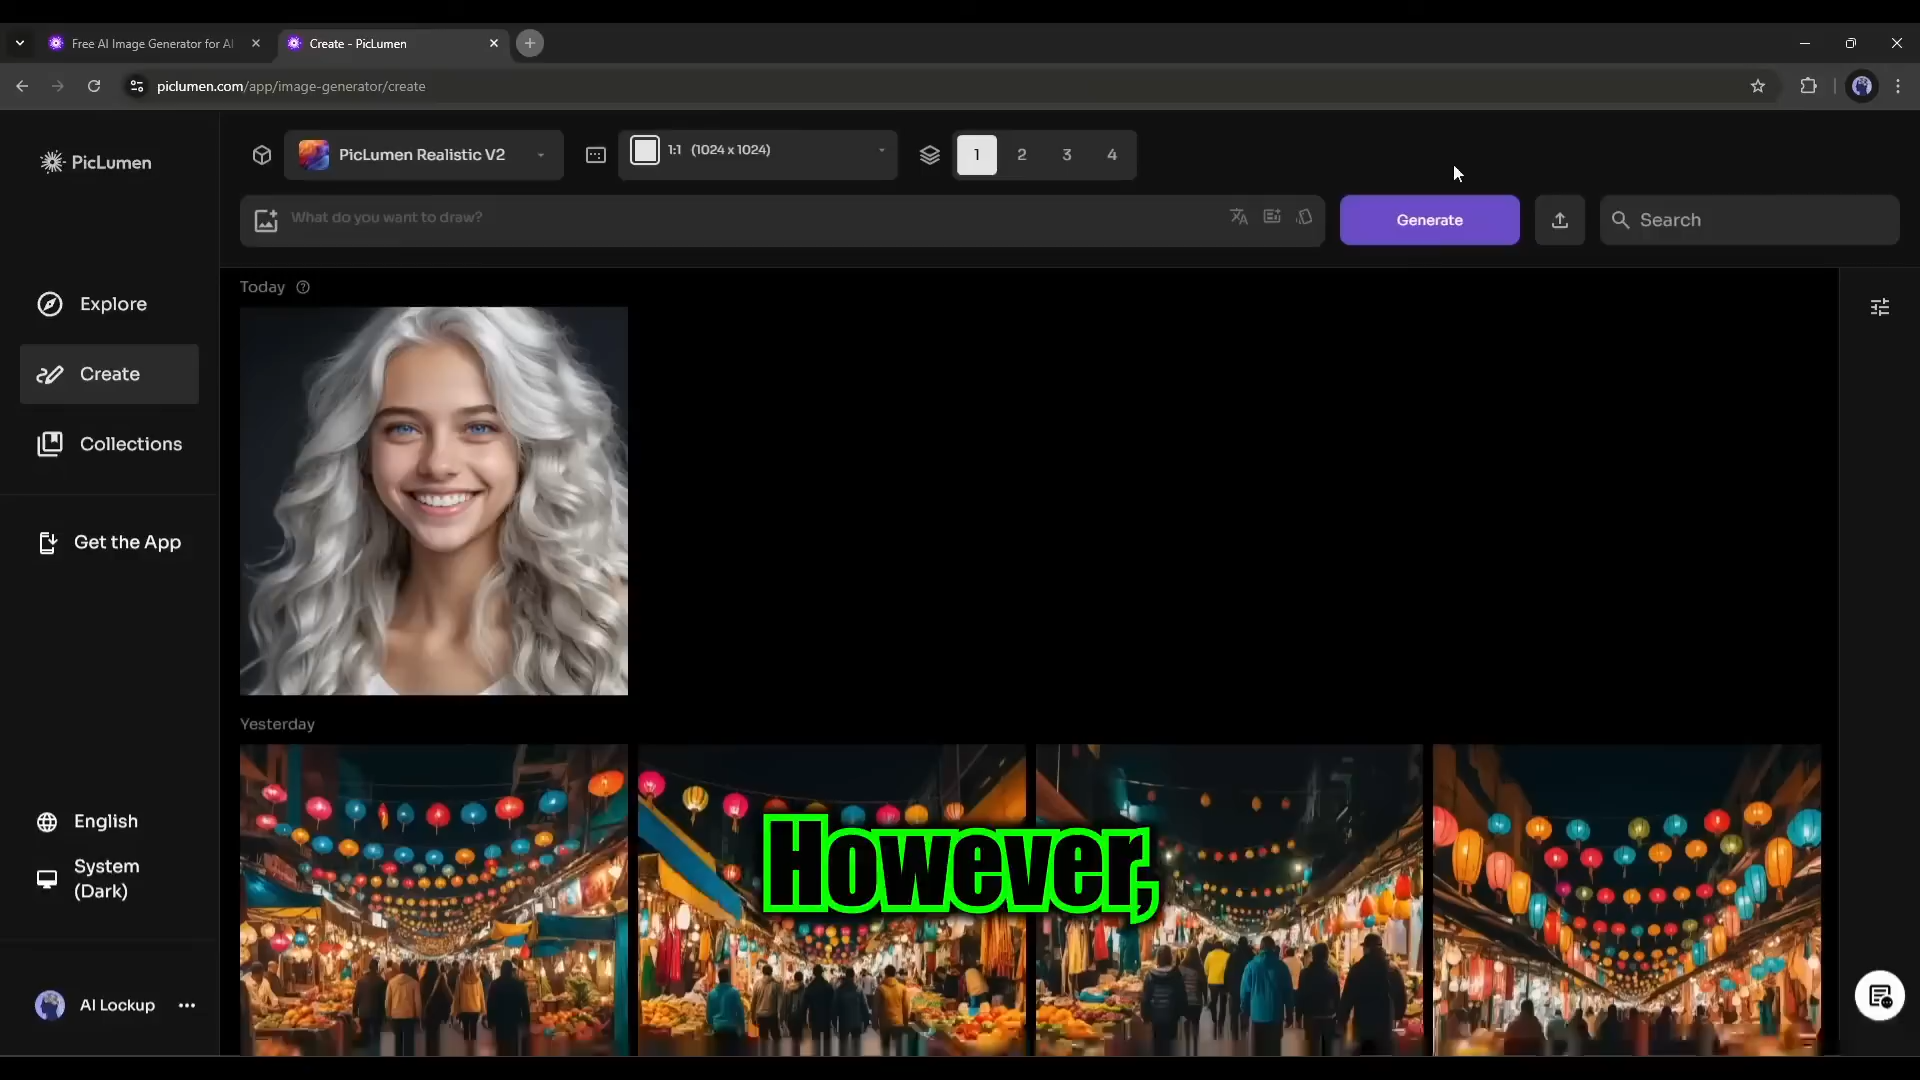 Free AI Image Generator for AI
Create - PicLumen
piclumen.com/app/image-generator/create
PicLumen
PicLumen Realistic V2
1:1 (1024 x 1024)
1 2 3 4
What do you want to draw?
Generate
Search
Explore
Create
Collections
Get the App
Today
Yesterday
However,
English
System
(Dark)
AI Lockup